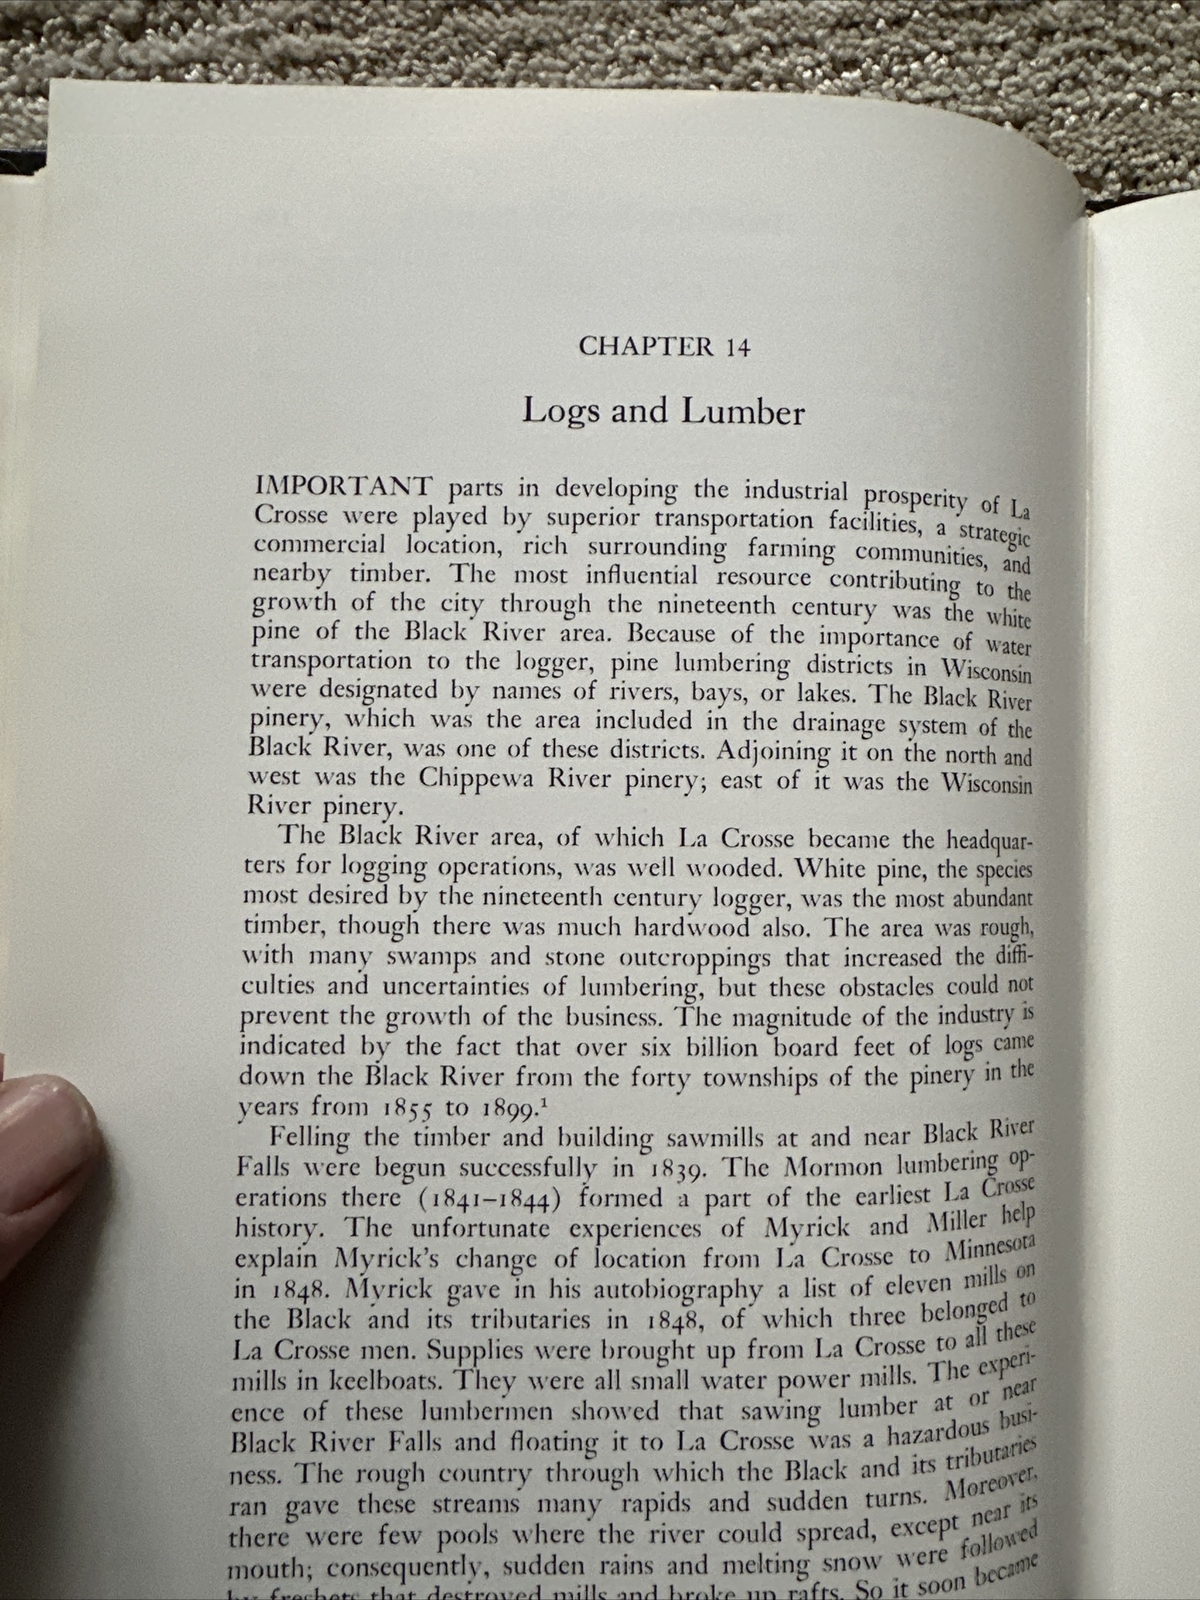 CHAPTER 14
Logs and Lumber
IMPORTANT parts in developing the industrial prosperity of La
Crosse were played by superior transportation facilities, a strategic
commercial location, rich surrounding farming communities, and
nearby timber. The most influential resource contributing to the
growth of the city through the nineteenth century was the white
pine of the Black River area. Because of the importance of water
transportation to the logger, pine lumbering districts in Wisconsin
were designated by names of rivers, bays, or lakes. The Black River
pinery, which was the area included in the drainage system of the
Black River, was one of these districts. Adjoining it on the north and
west was the Chippewa River pinery; east of it was the Wisconsin
River pinery.
The Black River area, of which La Crosse became the headquar-
ters for logging operations, was well wooded. White pine, the species
most desired by the nineteenth century logger, was the most abundant
timber, though there was much hardwood also. The area was rough,
with many swamps and stone outcroppings that increased the diffi-
culties and uncertainties of lumbering, but these obstacles could not
prevent the growth of the business. The magnitude of the industry is
indicated by the fact that over six billion board feet of logs came
down the Black River from the forty townships of the pinery in the
years from 1855 to 1899.¹
Felling the timber and building sawmills at and near Black River
Falls were begun successfully in 1839. The Mormon lumbering op-
erations there (1841–1844) formed a part of the earliest La Crosse
history. The unfortunate experiences of Myrick and Miller help
explain Myrick's change of location from La Crosse to Minnesota
in 1848. Myrick gave in his autobiography a list of eleven mills on
the Black and its tributaries in 1848, of which three belonged to
La Crosse men. Supplies were brought up from La Crosse to all these
mills in keelboats. They were all small water power mills. The experi-
ence of these lumbermen showed that sawing lumber at or near
Black River Falls and floating it to La Crosse was a hazardous busi-
ness. The rough country through which the Black and its tributaries
ran gave these streams many rapids and sudden turns. Moreover,
there were few pools where the river could spread, except near its
mouth; consequently, sudden rains and melting snow were followed
by freshets that destroyed mills and broke up rafts. So it soon became